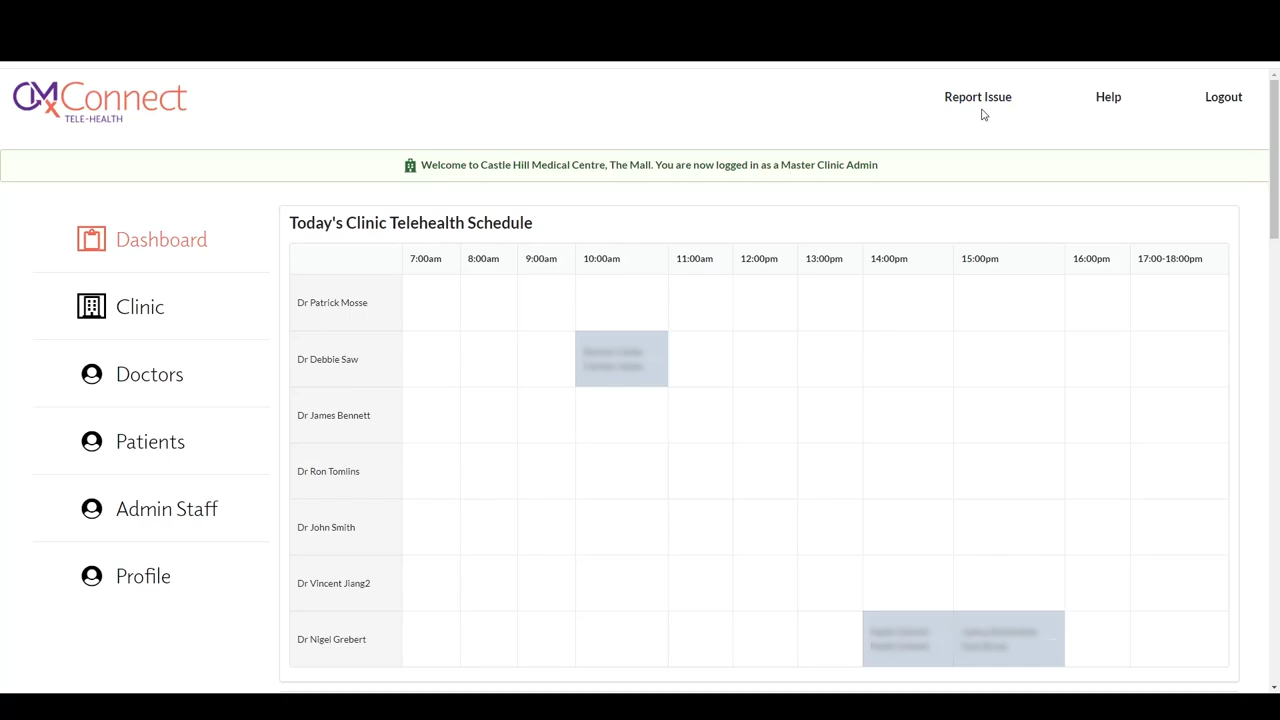 CMxConnect
TELE-HEALTH
Report Issue
Help
Logout
Welcome to Castle Hill Medical Centre, The Mall. You are now logged in as a Master Clinic Admin
Dashboard
Clinic
Doctors
Patients
Admin Staff
Profile
Today's Clinic Telehealth Schedule
7:00am 8:00am 9:00am 10:00am 11:00am 12:00pm 13:00pm 14:00pm 15:00pm 16:00pm 17:00-18:00pm
Dr Patrick Mosse
Dr Debbie Saw
Dr James Bennett
Dr Ron Tomlins
Dr John Smith
Dr Vincent Jiang2
Dr Nigel Grebert